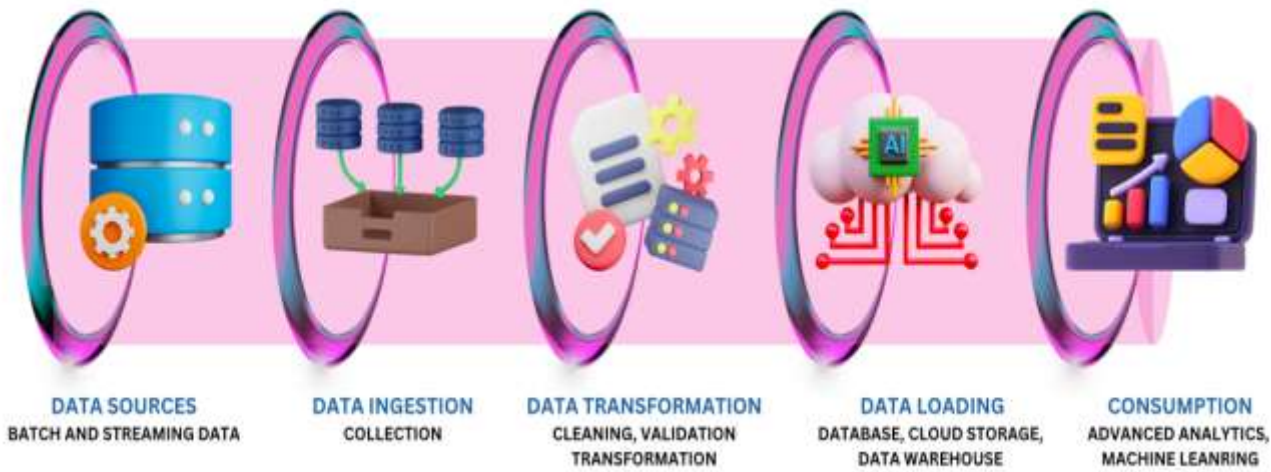 AI
DATA SOURCES
BATCH AND STREAMING DATA
DATA INGESTION
COLLECTION
DATA TRANSFORMATION
CLEANING, VALIDATION
TRANSFORMATION
DATA LOADING
DATABASE, CLOUD STORAGE,
DATA WAREHOUSE
CONSUMPTION
ADVANCED ANALYTICS,
MACHINE LEANRING